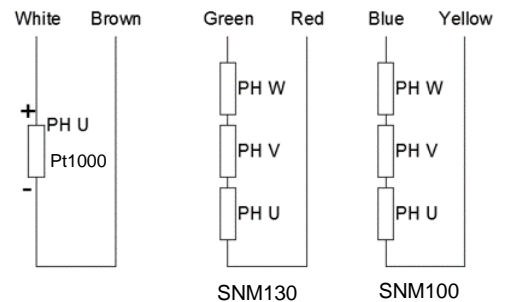 White Brown Green Red Blue Yellow
+
PH U
Pt1000
-
PH W
PH V
PH U
SNM130
PH W
PH V
PH U
SNM100